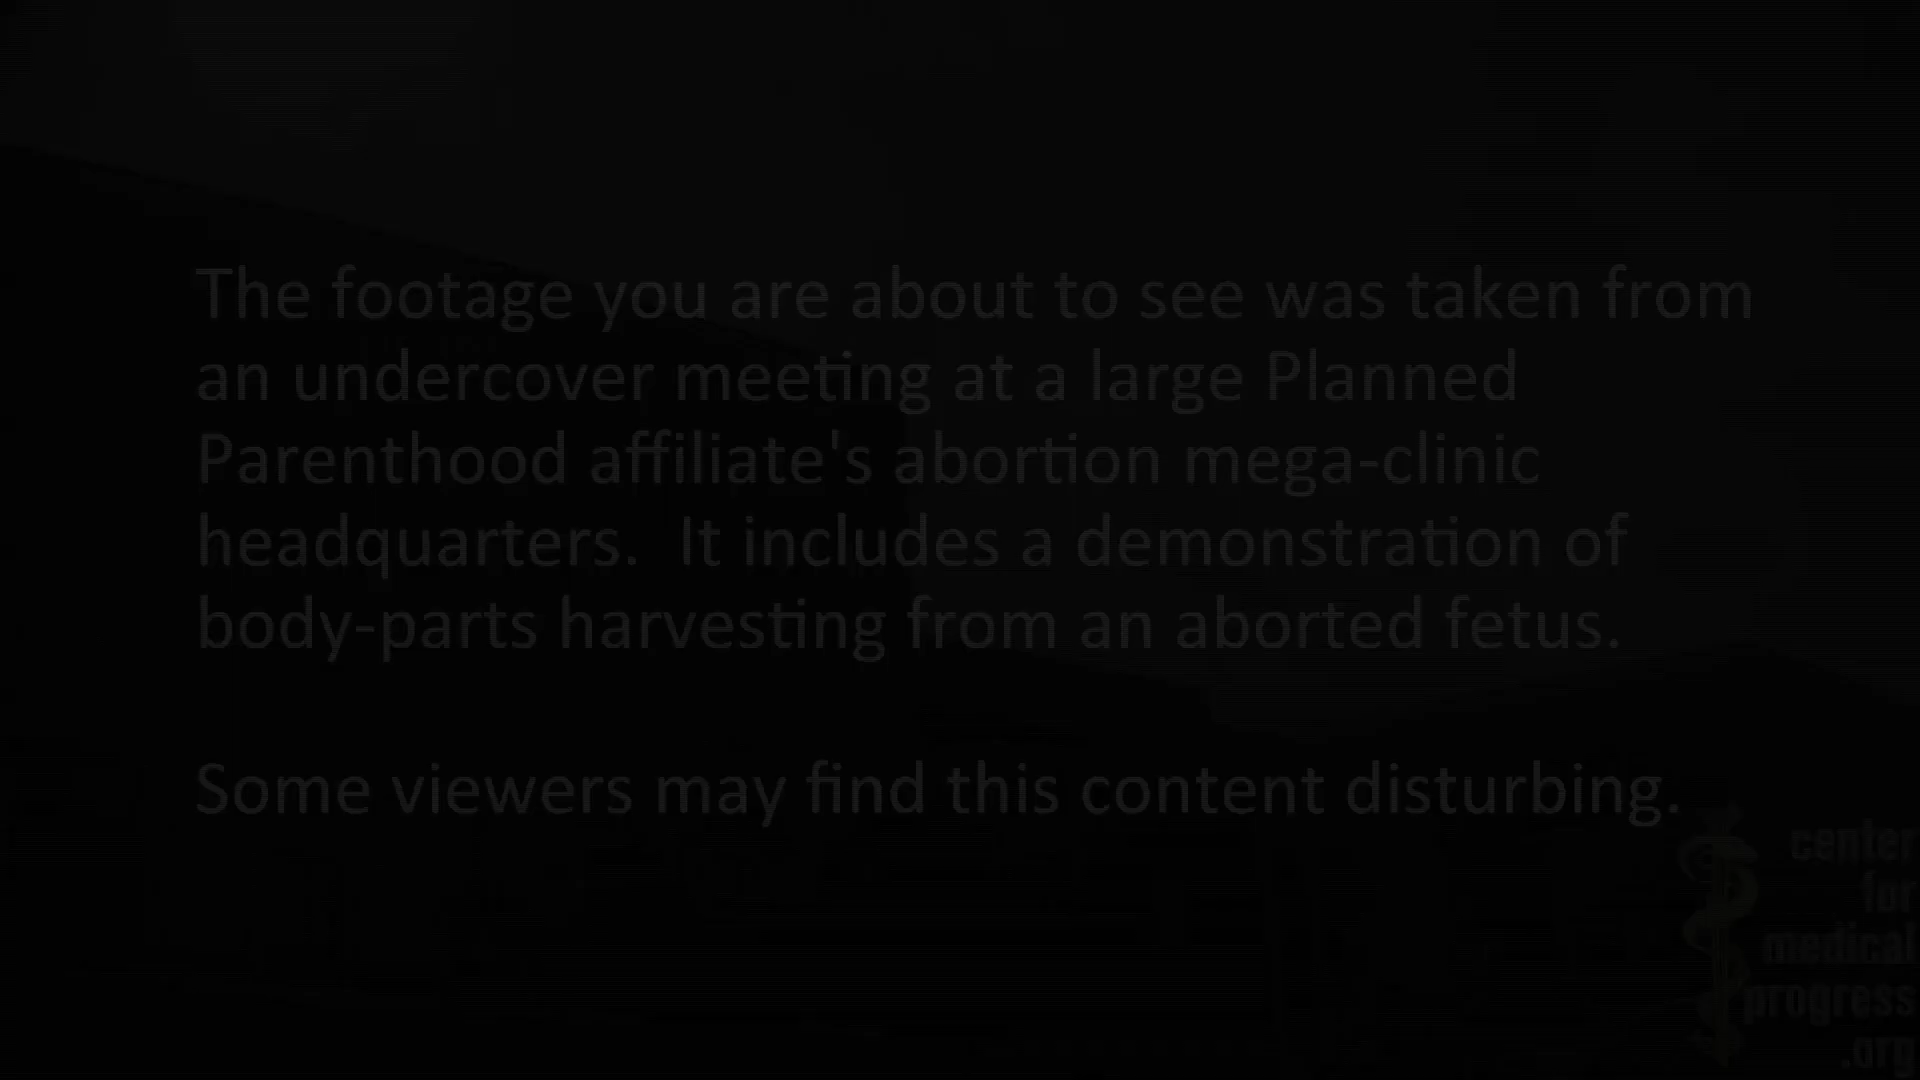 The footage you are about to see was taken from
an undercover meeting at a large Planned
Parenthood affiliate's abortion mega-clinic
headquarters.  It includes a demonstration of
body-parts harvesting from an aborted fetus.
Some viewers may find this content disturbing.
center
for
medical
progress
.org